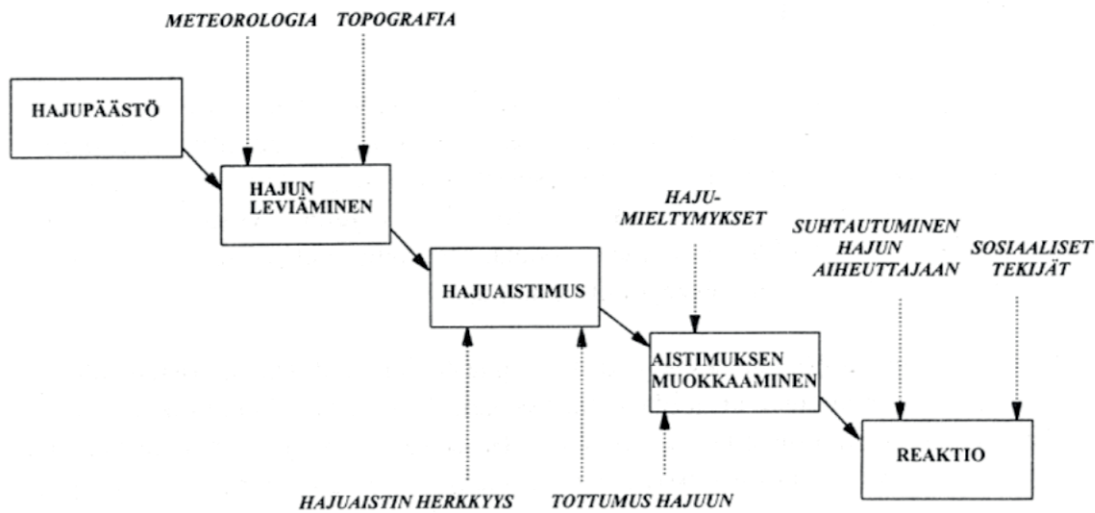 METEOROLOGIA
TOPOGRAFIA
HAJUPÄÄSTÖ
HAJUN
LEVIÄMINEN
HAJU-
MIELTYMYKSET
SUHTAUTUMINEN
HAJUN
AIHEUTTAJAAN
SOSIAALISET
TEKIJÄT
HAJUAISTIMUS
AISTIMUKSEN
MUOKKAAMINEN
REAKTIO
HAJUAISTIN HERKKYYS
TOTTUMUS HAJUUN